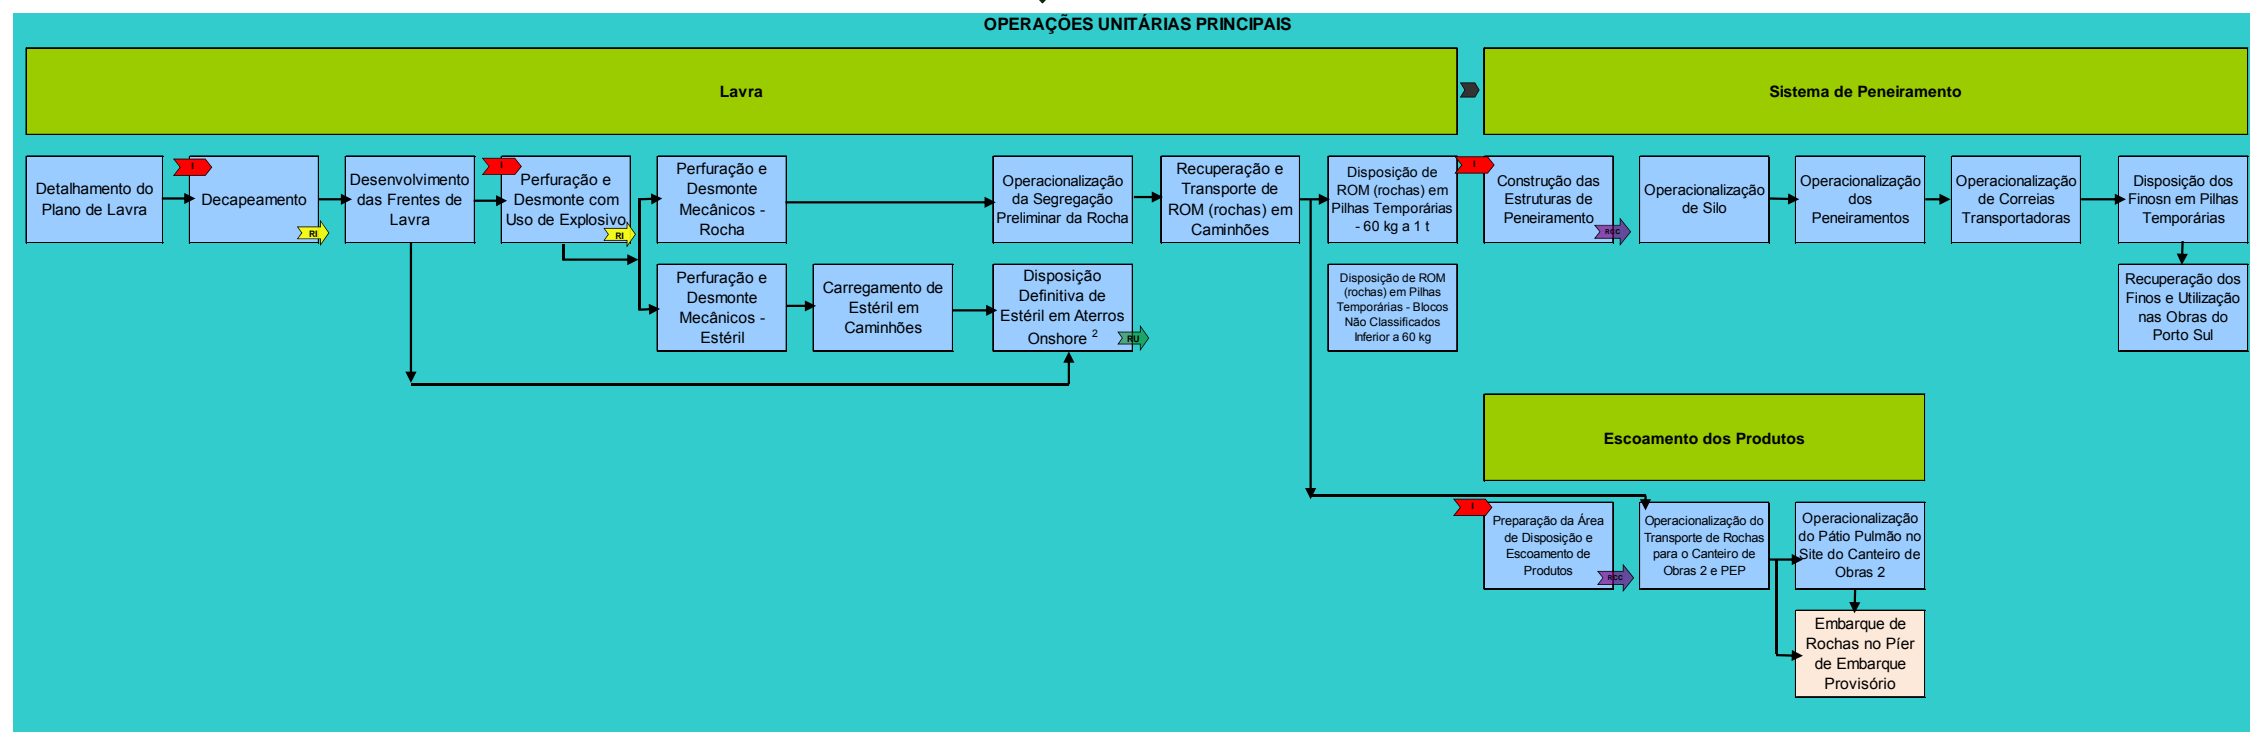 OPERAÇÕES UNITÁRIAS PRINCIPAIS
Lavra
Sistema de Peneiramento
Detalhamento do
Plano de Lavra
I
Decapeamento
RI
Desenvolvimento
das Frentes de
Lavra
I
Perfuração e
Desmonte com
Uso de Explosivo
RI
Perfuração e
Desmonte
Mecânicos -
Rocha
Operacionalização
da Segregação
Preliminar da Rocha
Recuperação e
Transporte de
ROM (rochas) em
Caminhões
Disposição de
ROM (rochas) em
Pilhas Temporárias
- 60 kg a 1 t
I
Construção das
Estruturas de
Peneiramento
RCC
Operacionalização
de Silo
Operacionalização
dos
Peneiramentos
Operacionalização
de Correias
Transportadoras
Disposição dos
Finosn em Pilhas
Temporárias
Perfuração e
Desmonte
Mecânicos -
Estéril
Carregamento de
Estéril em
Caminhões
Disposição
Definitiva de
Estéril em Aterros
Onshore ²
RU
Disposição de ROM
(rochas) em Pilhas
Temporárias - Blocos
Não Classificados
Inferior a 60 kg
Recuperação dos
Finos e Utilização
nas Obras do
Porto Sul
Escoamento dos Produtos
I
Preparação da Área
de Disposição e
Escoamento de
Produtos
RCC
Operacionalização do
Transporte de Rochas
para o Canteiro de
Obras 2 e PEP
Operacionalização
do Pátio Pulmão no
Site do Canteiro de
Obras 2
Embarque de
Rochas no Píer
de Embarque
Provisório